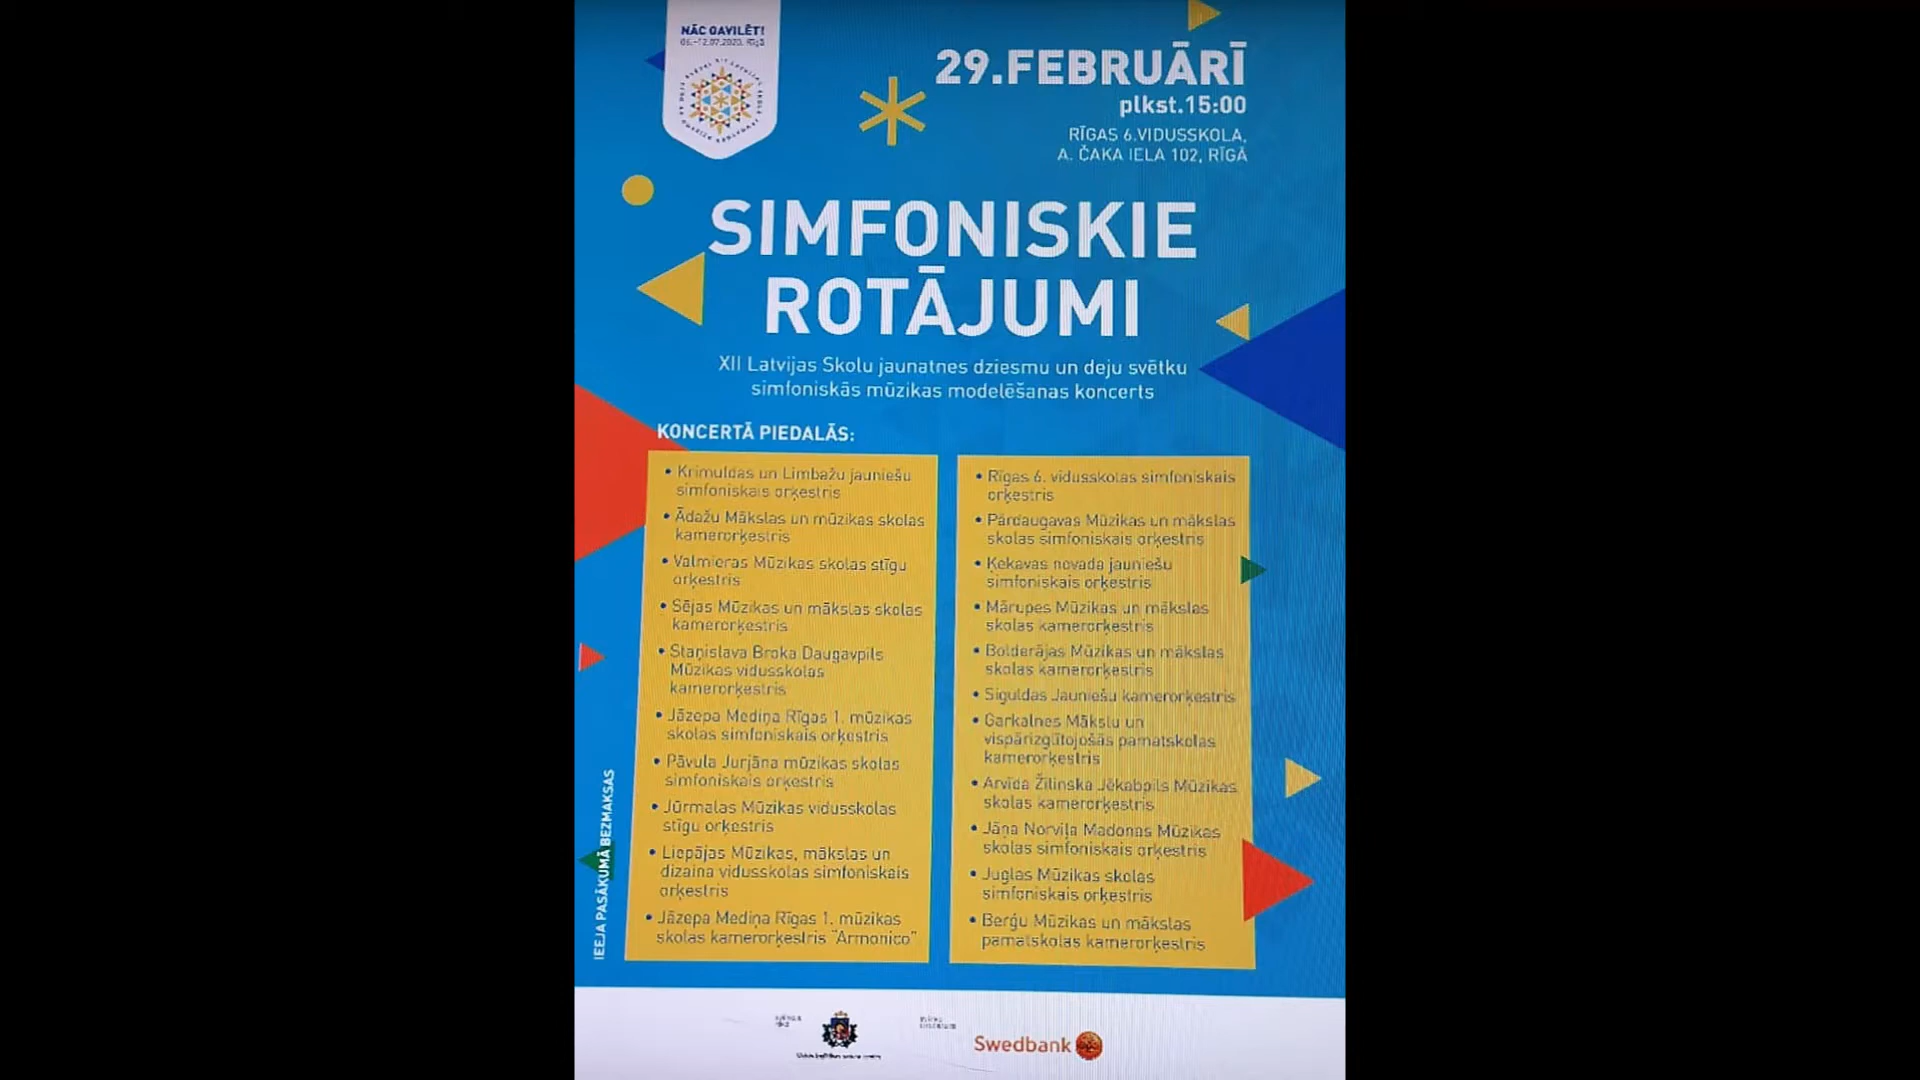 NĀC GAVILĒT!
06.-12.07.2020. Rīgā
29.FEBRUĀRĪ
plkst.15:00
RĪGAS 6.VIDUSSKOLA,
A. ČAKA IELA 102, RĪGĀ
SIMFONISKIE
ROTĀJUMI
XII Latvijas Skolu jaunatnes dziesmu un deju svētku
simfoniskās mūzikas modelēšanas koncerts
KONCERTĀ PIEDALĀS:
• Krimuldas un Limbažu jauniešu
simfoniskais orķestris
• Ādažu Mākslas un mūzikas skolas
kamerorķestris
• Valmieras Mūzikas skolas stīgu
orķestris
• Sējas Mūzikas un mākslas skolas
kamerorķestris
• Staņislava Broka Daugavpils
Mūzikas vidusskolas
kamerorķestris
• Jāzepa Mediņa Rīgas 1. mūzikas
skolas simfoniskais orķestris
• Pāvula Jurjāna mūzikas skolas
simfoniskais orķestris
• Jūrmalas Mūzikas vidusskolas
stīgu orķestris
• Liepājas Mūzikas, mākslas un
dizaina vidusskolas simfoniskais
orķestris
• Jāzepa Mediņa Rīgas 1. mūzikas
skolas kamerorķestris "Armonico"
• Rīgas 6. vidusskolas simfoniskais
orķestris
• Pārdaugavas Mūzikas un mākslas
skolas simfoniskais orķestris
• Ķekavas novada jauniešu
simfoniskais orķestris
• Mārupes Mūzikas un mākslas
skolas kamerorķestris
• Bolderājas Mūzikas un mākslas
skolas kamerorķestris
• Siguldas Jauniešu kamerorķestris
• Garkalnes Mākslu un
vispārizglītojošās pamatskolas
kamerorķestris
• Arvīda Žilinska Jēkabpils Mūzikas
skolas kamerorķestris
• Jāņa Norviļa Madonas Mūzikas
skolas simfoniskais orķestris
• Juglas Mūzikas skolas
simfoniskais orķestris
• Berģu Mūzikas un mākslas
pamatskolas kamerorķestris
IEEJA PASĀKUMĀ BEZMAKSAS
Swedbank